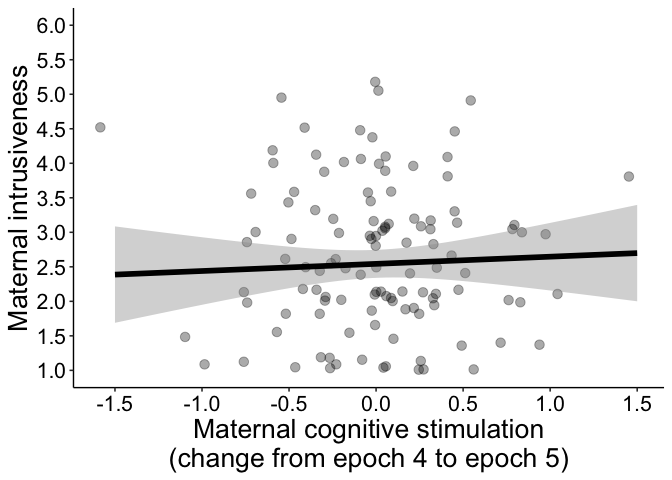 6.0
5.5
5.0
4.5
4.0
3.5
3.0
2.5
2.0
1.5
1.0
Maternal intrusiveness
-1.5 -1.0 -0.5 0.0 0.5 1.0 1.5
Maternal cognitive stimulation
(change from epoch 4 to epoch 5)